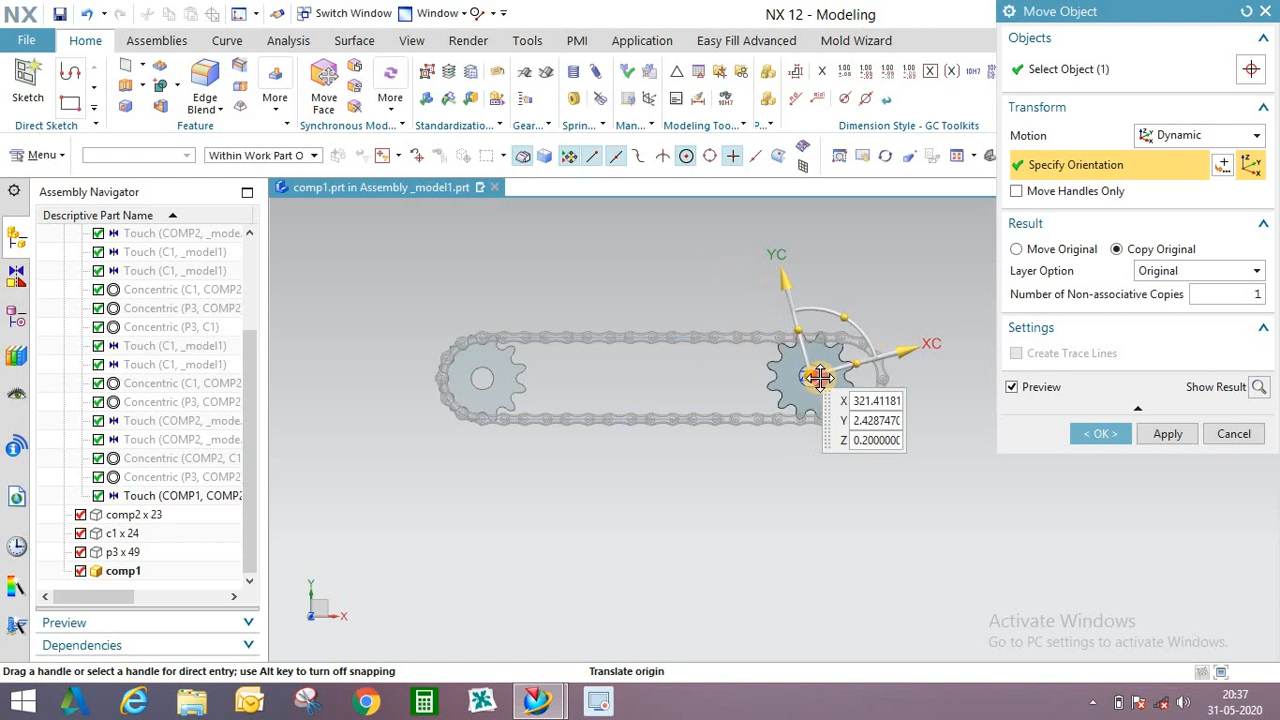 NX
Switch Window
Window
NX 12 - Modeling
Move Object
File
Home
Assemblies
Curve
Analysis
Surface
View
Render
Tools
PMI
Application
Easy Fill Advanced
Mold Wizard
Objects
Select Object (1)
Sketch
Edge
Blend
More
Move
Face
More
Direct Sketch
Feature
Synchronous Mod...
Standardization...
Gear...
Sprin...
Man...
Modeling Too...
P...
Dimension Style - GC Toolkits
Transform
Motion
Dynamic
Menu
Within Work Part O
Specify Orientation
Move Handles Only
Assembly Navigator
comp1.prt in Assembly _model1.prt
Descriptive Part Name
Touch (COMP2, _mode.
Touch (C1, _model1)
Touch (C1, _model1)
Concentric (C1, COMP2
Concentric (P3, COMP2
Concentric (P3, C1)
Touch (C1, _model1)
Touch (C1, _model1)
Concentric (C1, COMP2
Concentric (P3, COMP2
Touch (COMP2, _mode.
Touch (COMP2, _mode.
Concentric (COMP2, C1
Concentric (P3, COMP2
Touch (COMP1, COMP2
comp2 x 23
c1 x 24
p3 x 49
comp1
Preview
Dependencies
Result
Move Original
Copy Original
Layer Option
Original
Number of Non-associative Copies
1
Settings
Create Trace Lines
Preview
Show Result
< OK >
Apply
Cancel
YC
XC
X 321.41181
Y 2.428747(
Z 0.200000(
Y
X
Activate Windows
Go to PC settings to activate Windows.
Drag a handle or select a handle for direct entry; use Alt key to turn off snapping
Translate origin
20:37
31-05-2020